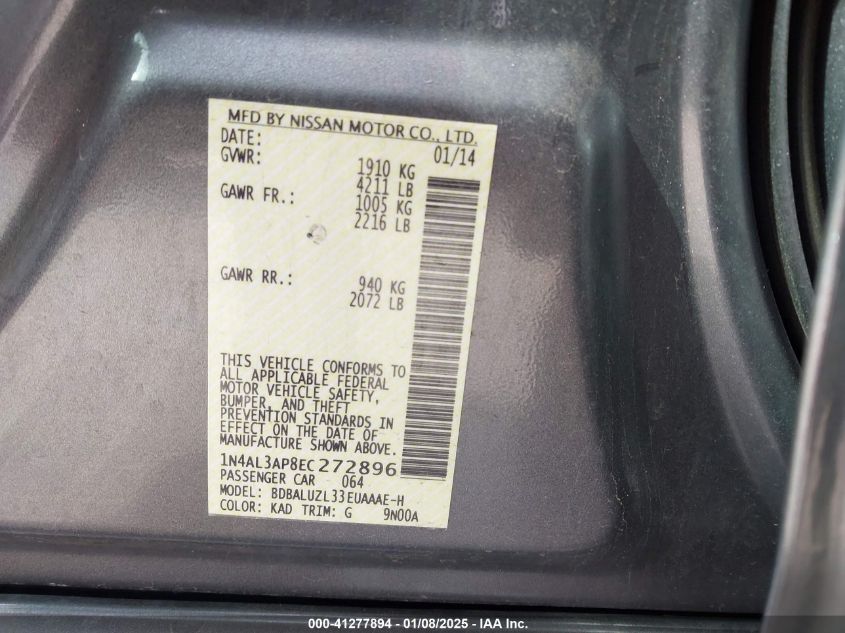 MFD BY NISSAN MOTOR CO., LTD.
DATE: 01/14
GVWR: 1910 KG
4211 LB
GAWR FR.: 1005 KG
2216 LB
GAWR RR.: 940 KG
2072 LB
THIS VEHICLE CONFORMS TO
ALL APPLICABLE FEDERAL
MOTOR VEHICLE SAFETY,
BUMPER, AND THEFT
PREVENTION STANDARDS IN
EFFECT ON THE DATE OF
MANUFACTURE SHOWN ABOVE.
1N4AL3AP8EC272896
PASSENGER CAR 064
MODEL: BDBALUZL33EUAAAE-H
COLOR: KAD TRIM: G 9N00A
000-41277894 - 01/08/2025 - © IAA Inc.